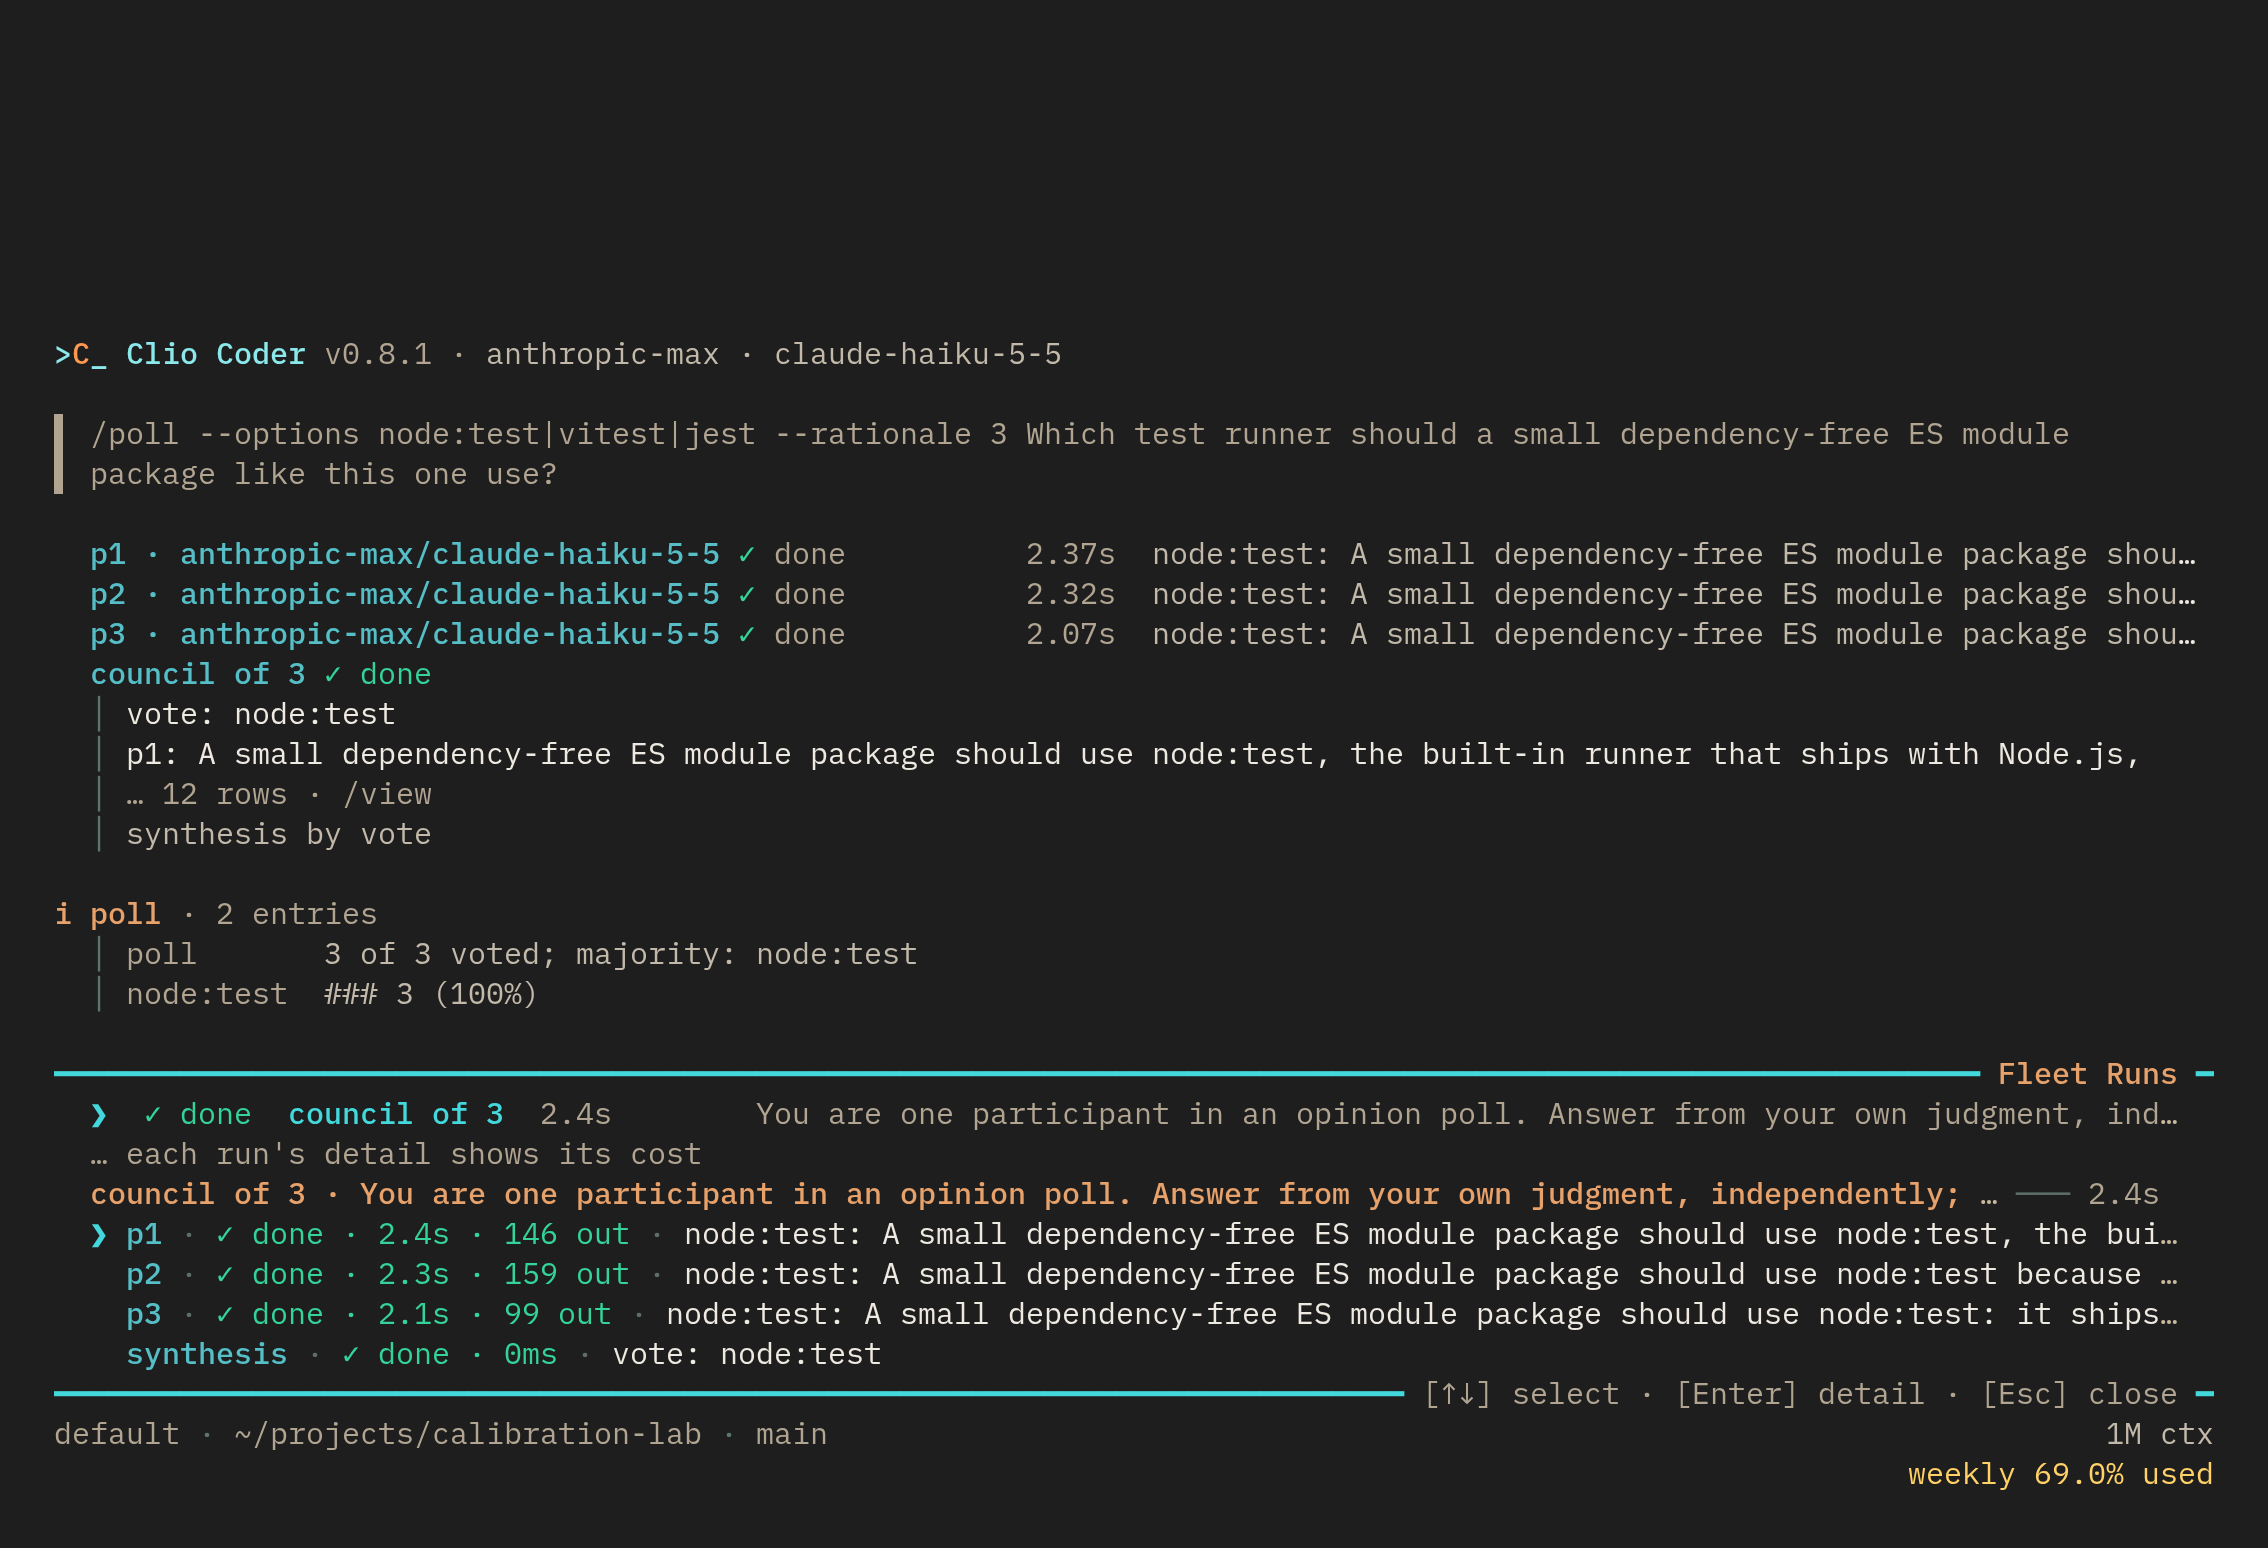 >C_ Clio Coder v0.8.1 · anthropic-max · claude-haiku-5-5
/poll --options node:test|vitest|jest --rationale 3 Which test runner should a small dependency-free ES module
package like this one use?
p1 · anthropic-max/claude-haiku-5-5 ✓ done 2.37s node:test: A small dependency-free ES module package shou…
p2 · anthropic-max/claude-haiku-5-5 ✓ done 2.32s node:test: A small dependency-free ES module package shou…
p3 · anthropic-max/claude-haiku-5-5 ✓ done 2.07s node:test: A small dependency-free ES module package shou…
council of 3 ✓ done
│ vote: node:test
│ p1: A small dependency-free ES module package should use node:test, the built-in runner that ships with Node.js,
│ … 12 rows · /view
│ synthesis by vote
i poll · 2 entries
│ poll 3 of 3 voted; majority: node:test
│ node:test ### 3 (100%)
Fleet Runs
❯ ✓ done council of 3 2.4s You are one participant in an opinion poll. Answer from your own judgment, ind…
… each run's detail shows its cost
council of 3 · You are one participant in an opinion poll. Answer from your own judgment, independently; … ─── 2.4s
❯ p1 · ✓ done · 2.4s · 146 out · node:test: A small dependency-free ES module package should use node:test, the bui…
p2 · ✓ done · 2.3s · 159 out · node:test: A small dependency-free ES module package should use node:test because …
p3 · ✓ done · 2.1s · 99 out · node:test: A small dependency-free ES module package should use node:test: it ships…
synthesis · ✓ done · 0ms · vote: node:test
[↑↓] select · [Enter] detail · [Esc] close
default · ~/projects/calibration-lab · main 1M ctx
weekly 69.0% used